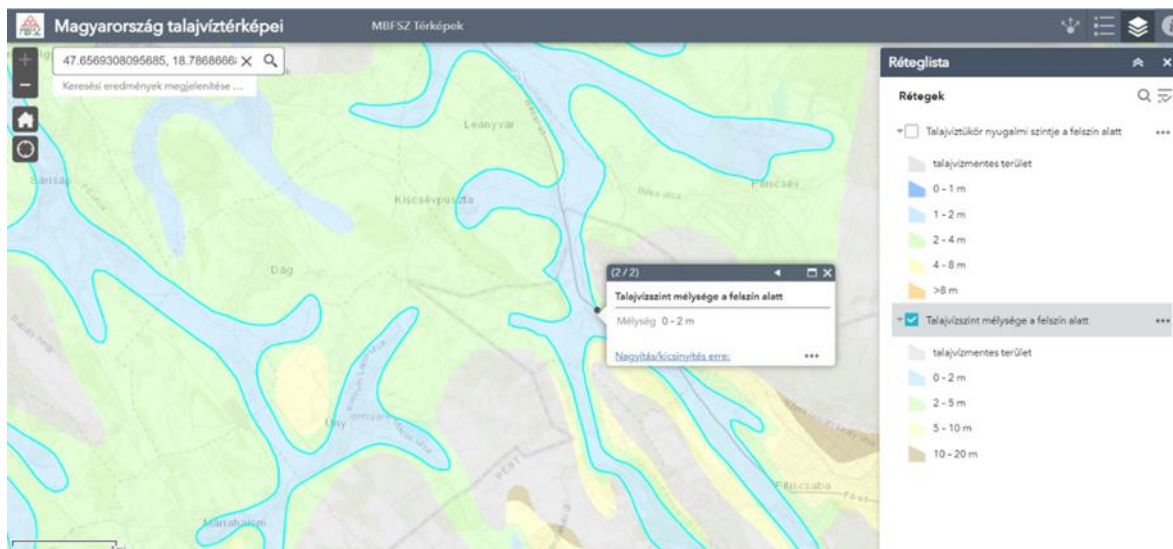 Magyarország talajvíztérképei
MBFSZ Térképek
47.6569308095685, 18.7868666
Keresési eredmények megjelenítése ...
Leányvár
Sárisáp
Kiscsévpuszta
Piliscsév
Béke utca
Dág
(2 / 2)
Talajvízszint mélysége a felszín alatt
Mélység 0 – 2 m
Nagyítás/kicsinyítés erre:
Úny
PEST
Piliscsaba
Máriahalom
Réteglista
Rétegek
Talajvíztükör nyugalmi szintje a felszín alatt
talajvízmentes terület
0 – 1 m
1 – 2 m
2 – 4 m
4 – 8 m
>8 m
Talajvízszint mélysége a felszín alatt
talajvízmentes terület
0 – 2 m
2 – 5 m
5 – 10 m
10 – 20 m